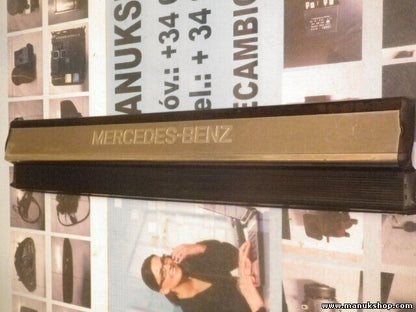 MANUKS
óv.: +34
el.: + 34
ECAMBIO
MERCEDES-BENZ
www.manukshop.com